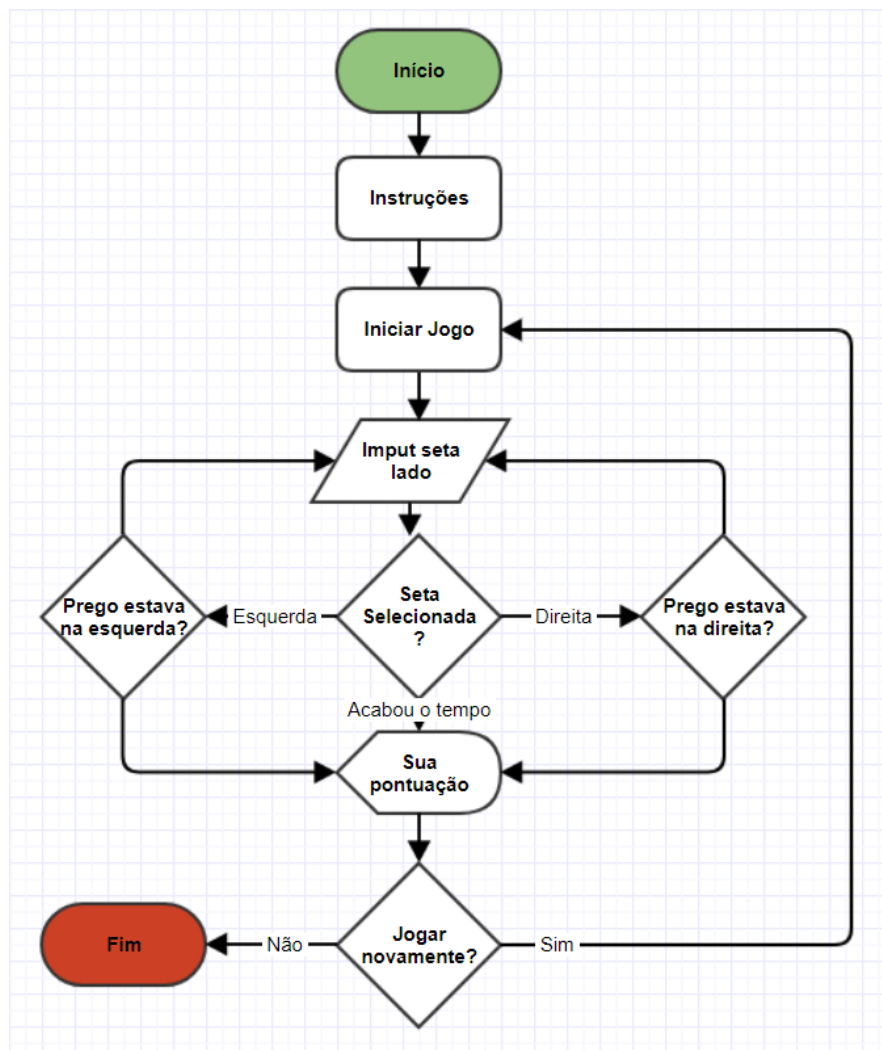 Início
Instruções
Iniciar Jogo
Imput seta
lado
Prego estava
na esquerda?
Esquerda
Seta
Selecionada
?
Direita
Prego estava
na direita?
Acabou o tempo
Sua
pontuação
Fim
Não
Jogar
novamente?
Sim